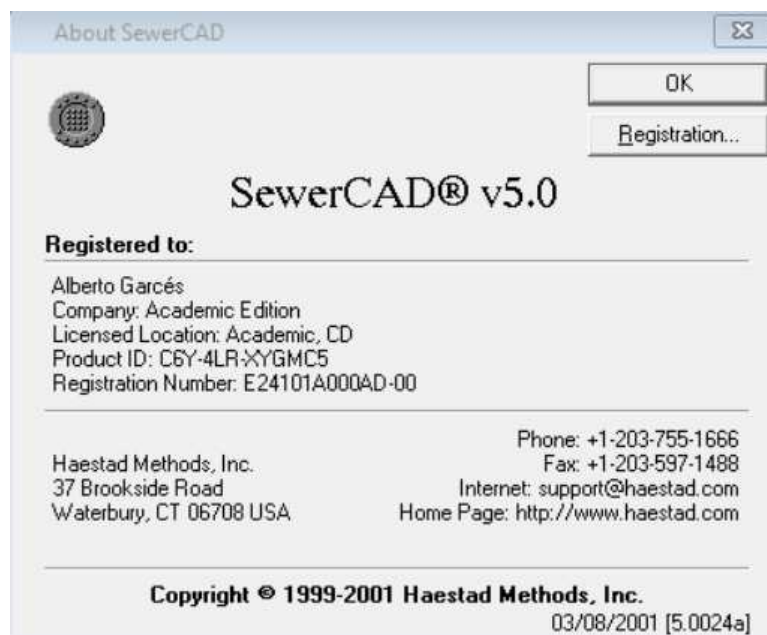 About SewerCAD
OK
Registration...
SewerCAD® v5.0
Registered to:
Alberto Garcés
Company: Academic Edition
Licensed Location: Academic, CD
Product ID: C6Y-4LR-XYGMC5
Registration Number: E24101A000AD-00
Haestad Methods, Inc.
37 Brookside Road
Waterbury, CT 06708 USA
Phone: +1-203-755-1666
Fax: +1-203-597-1488
Internet: support@haestad.com
Home Page: http://www.haestad.com
Copyright © 1999-2001 Haestad Methods, Inc.
03/08/2001 [5.0024a]